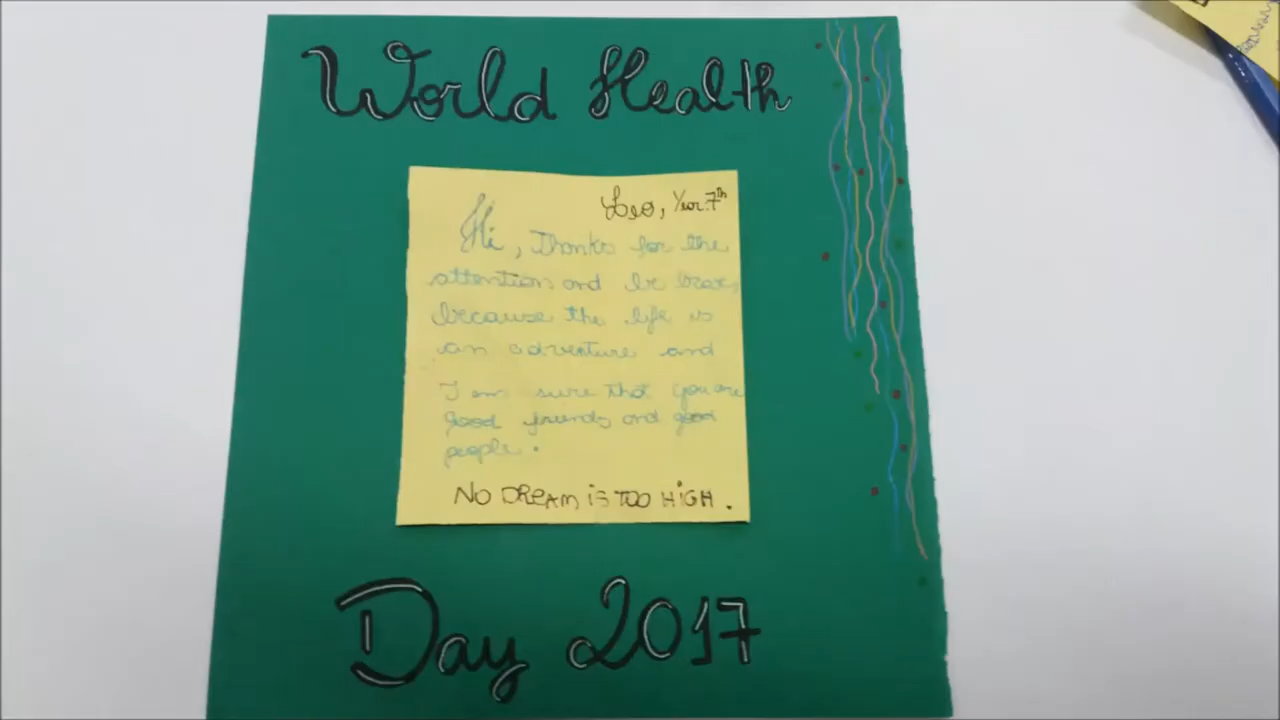 World Health
Leo, Year 7th
Hi, Thanks for the
attention and be brave,
because the life is
an adventure and
I am sure that you are
good friends and good
people.
NO DREAM IS TOO HIGH.
Day 2017